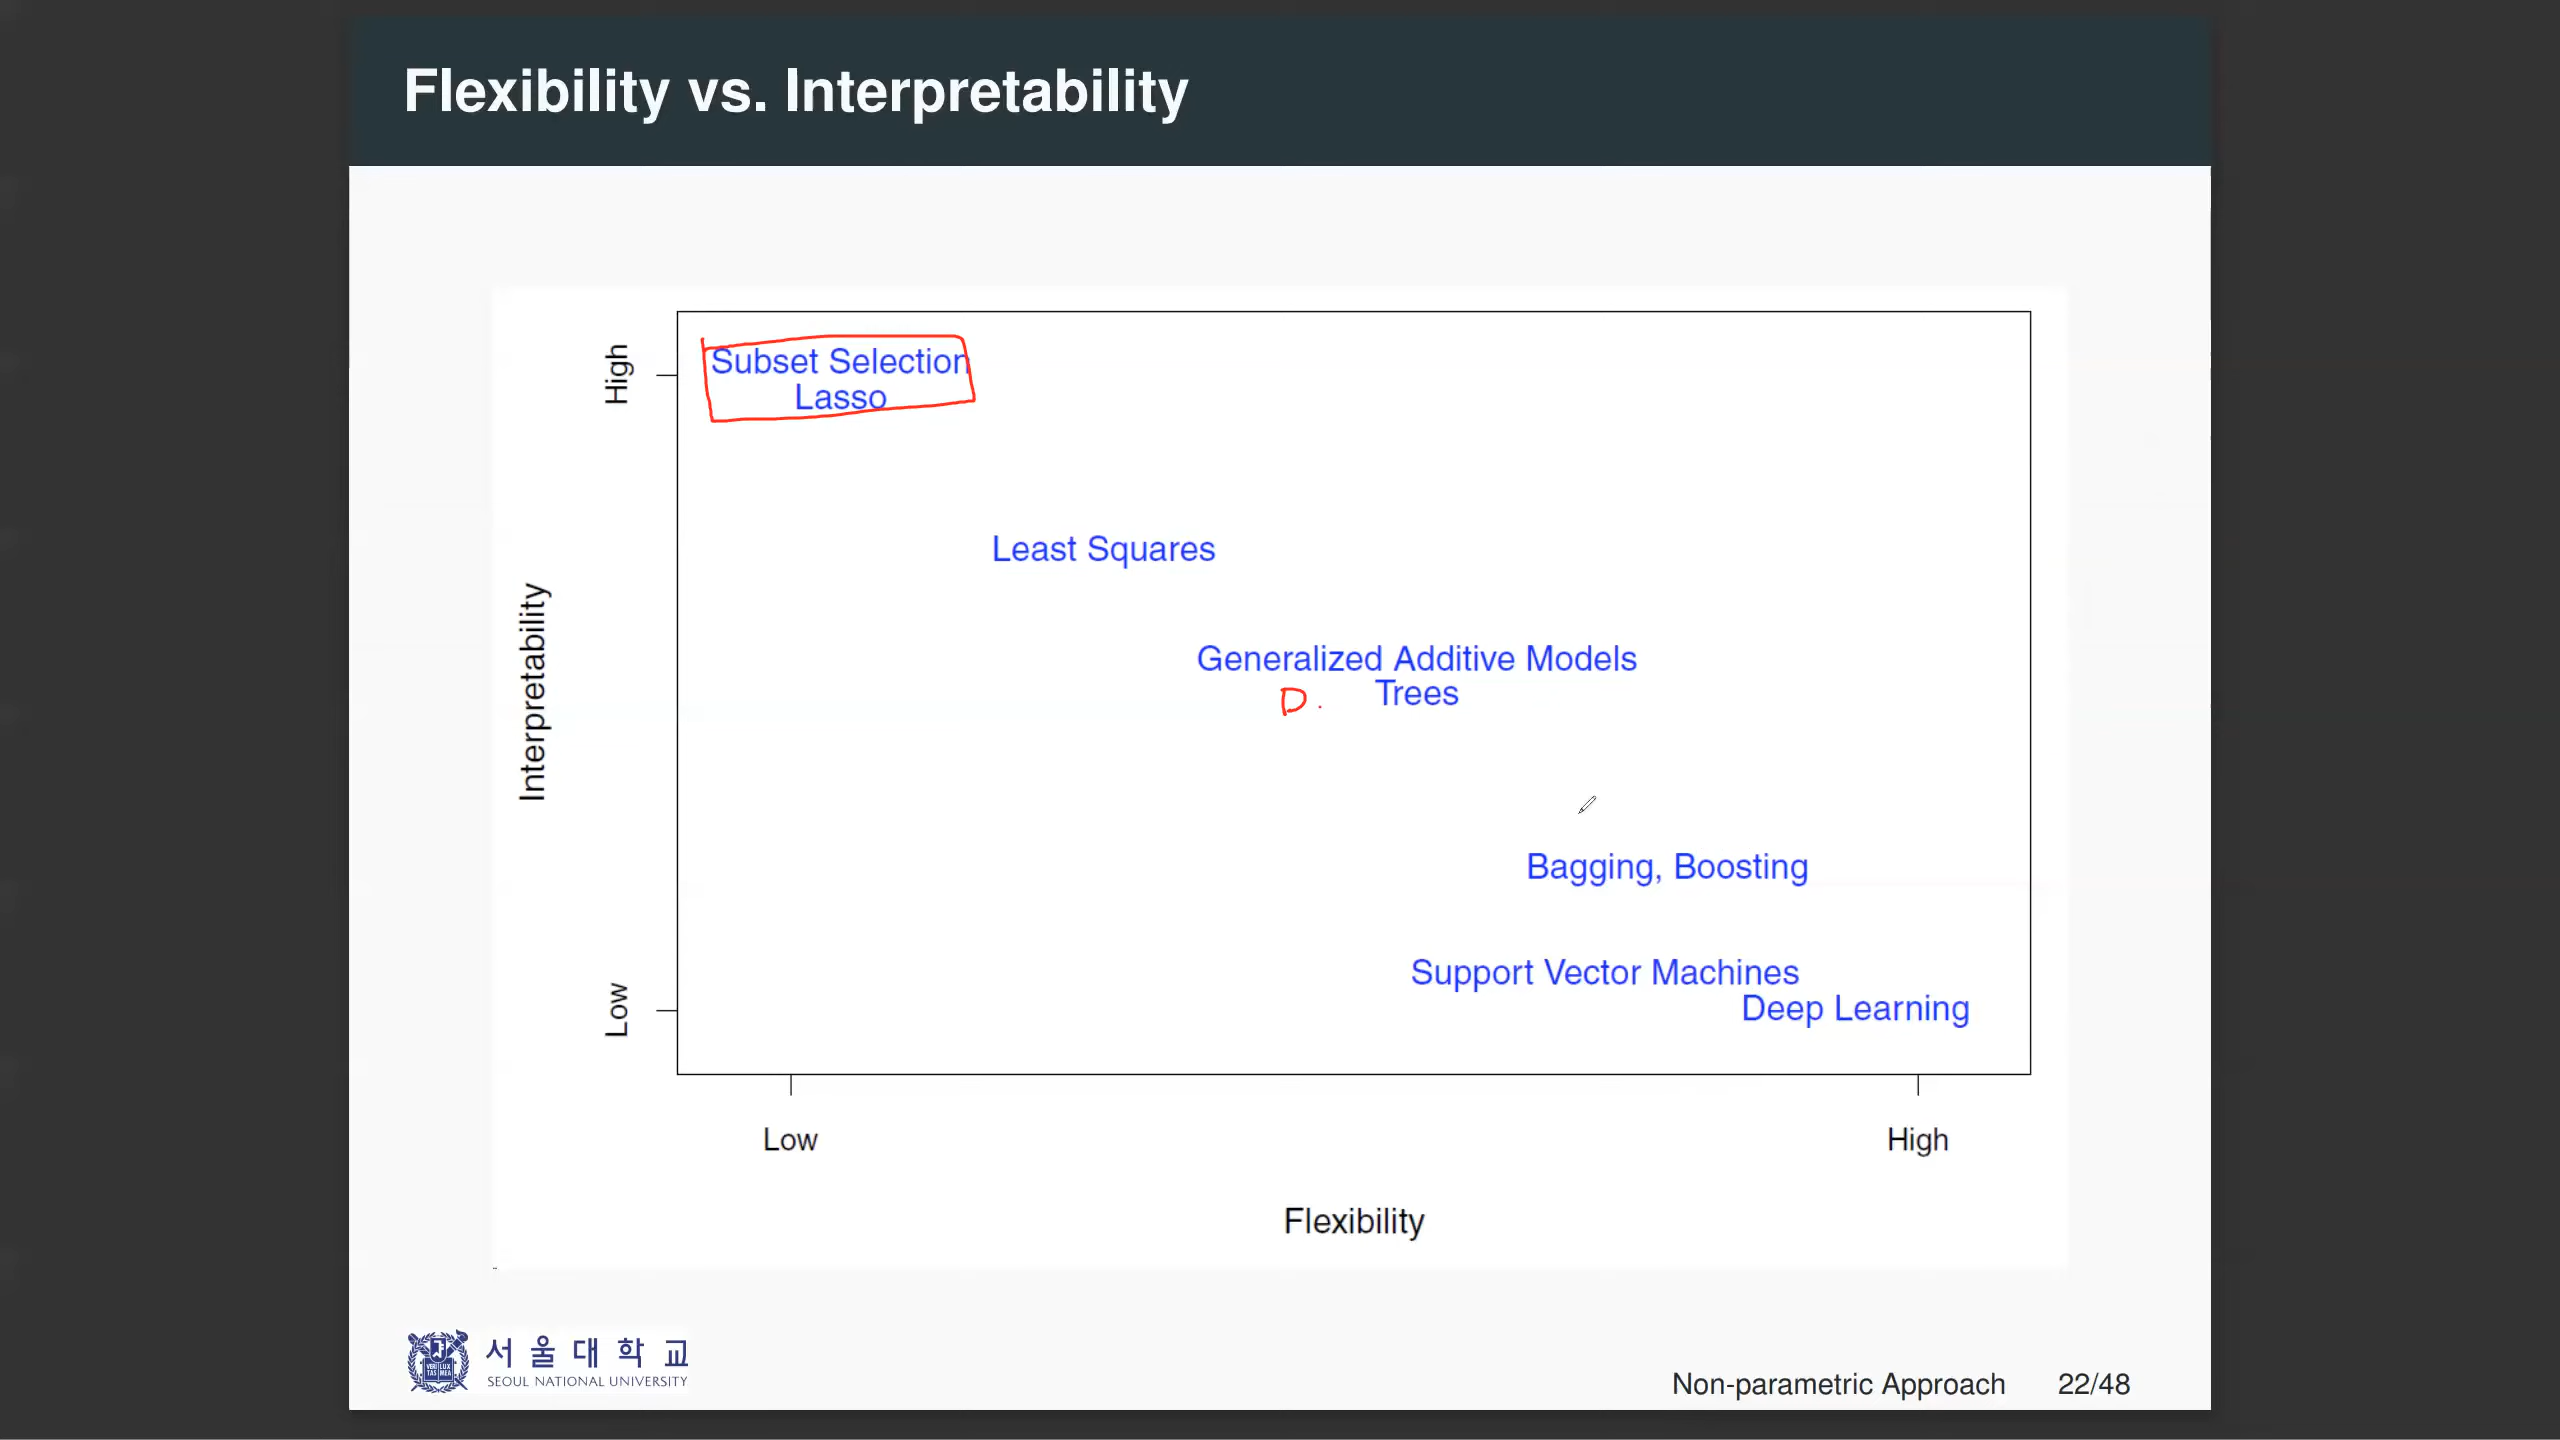 Flexibility vs. Interpretability
High
Subset Selection
Lasso
Least Squares
Interpretability
Generalized Additive Models
D. Trees
Bagging, Boosting
Support Vector Machines
Low
Deep Learning
Low
High
Flexibility
서울대학교
SEOUL NATIONAL UNIVERSITY
Non-parametric Approach 22/48